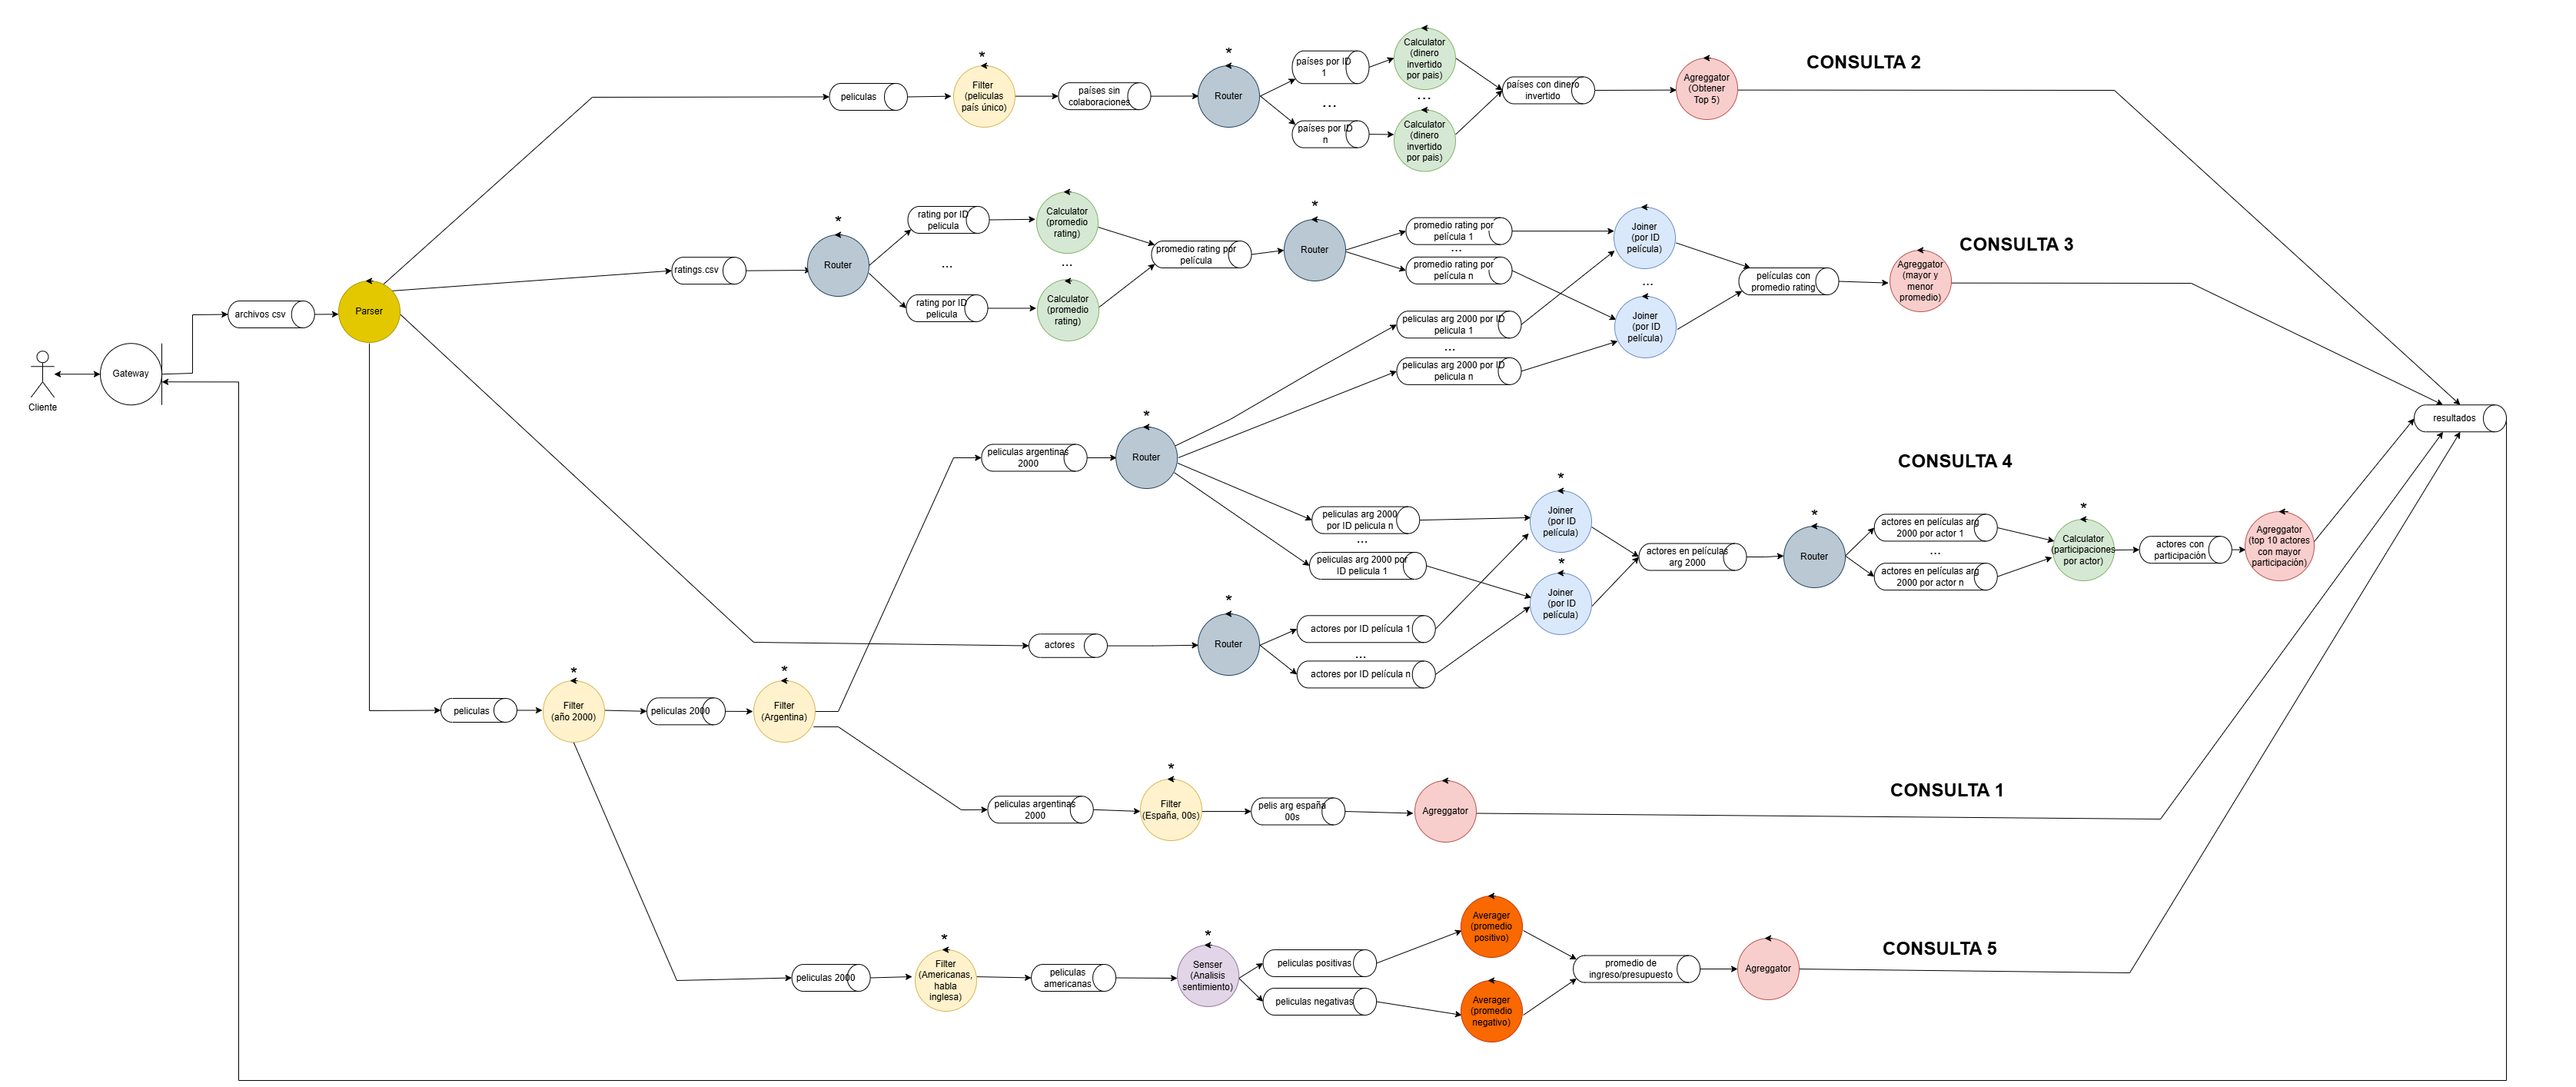 CONSULTA 2
*
*
peliculas
Filter
(peliculas
país único)
países sin
colaboraciones
Router
países por ID
1
...
países por ID
n
Calculator
(dinero
invertido
por pais)
...
Calculator
(dinero
invertido
por pais)
países con dinero
invertido
Agreggator
(Obtener
Top 5)
CONSULTA 3
ratings.csv
*
Router
rating por ID
pelicula
...
rating por ID
pelicula
Calculator
(promedio
rating)
...
Calculator
(promedio
rating)
promedio rating por
película
*
Router
promedio rating por
película 1
...
promedio rating por
película n
peliculas arg 2000 por ID
pelicula 1
...
peliculas arg 2000 por ID
pelicula n
Joiner
(por ID
película)
...
Joiner
(por ID
película)
películas con
promedio rating
Agreggator
(mayor y
menor
promedio)
Cliente
Gateway
archivos csv
Parser
resultados
CONSULTA 4
peliculas argentinas
2000
*
Router
peliculas arg 2000
por ID pelicula n
...
peliculas arg 2000 por
ID pelicula 1
actores
*
Router
actores por ID película 1
...
actores por ID película n
*
Joiner
(por ID
película)
*
Joiner
(por ID
película)
actores en películas
arg 2000
*
Router
actores en películas arg
2000 por actor 1
...
actores en películas arg
2000 por actor n
*
Calculator
(participaciones
por actor)
actores con
participación
*
Agreggator
(top 10 actores
con mayor
participación)
peliculas
*
Filter
(año 2000)
peliculas 2000
*
Filter
(Argentina)
CONSULTA 1
peliculas argentinas
2000
*
Filter
(España, 00s)
pelis arg españa
00s
Agreggator
CONSULTA 5
peliculas 2000
*
Filter
(Americanas,
habla
inglesa)
peliculas
americanas
*
Senser
(Analisis
sentimiento)
peliculas positivas
peliculas negativas
Averager
(promedio
positivo)
Averager
(promedio
negativo)
promedio de
ingreso/presupuesto
Agreggator